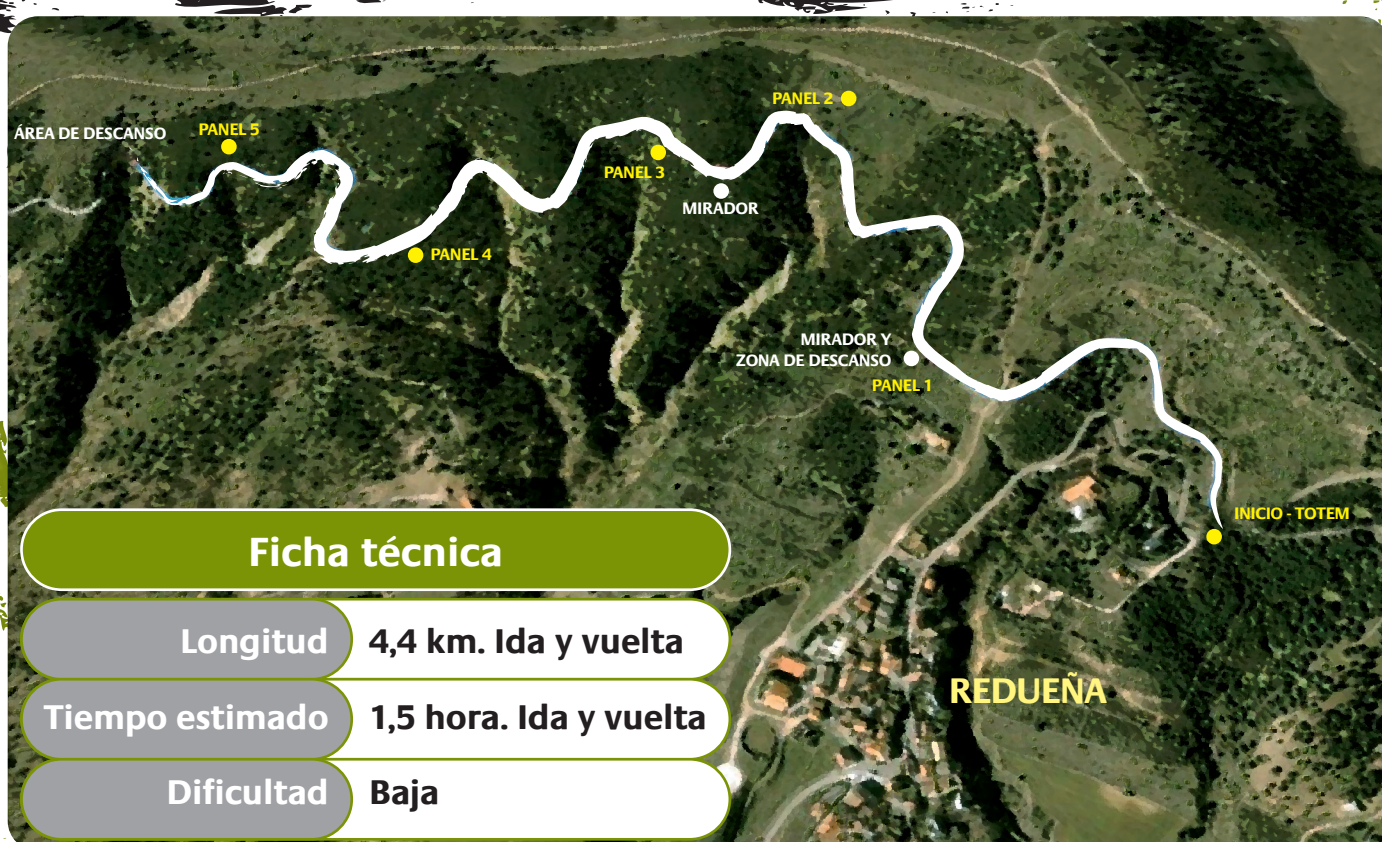 PANEL 2
ÁREA DE DESCANSO
PANEL 5
PANEL 3
MIRADOR
PANEL 4
MIRADOR Y
ZONA DE DESCANSO
PANEL 1
INICIO - TOTEM
REDUEÑA
Ficha técnica
Longitud 4,4 km. Ida y vuelta
Tiempo estimado 1,5 hora. Ida y vuelta
Dificultad Baja